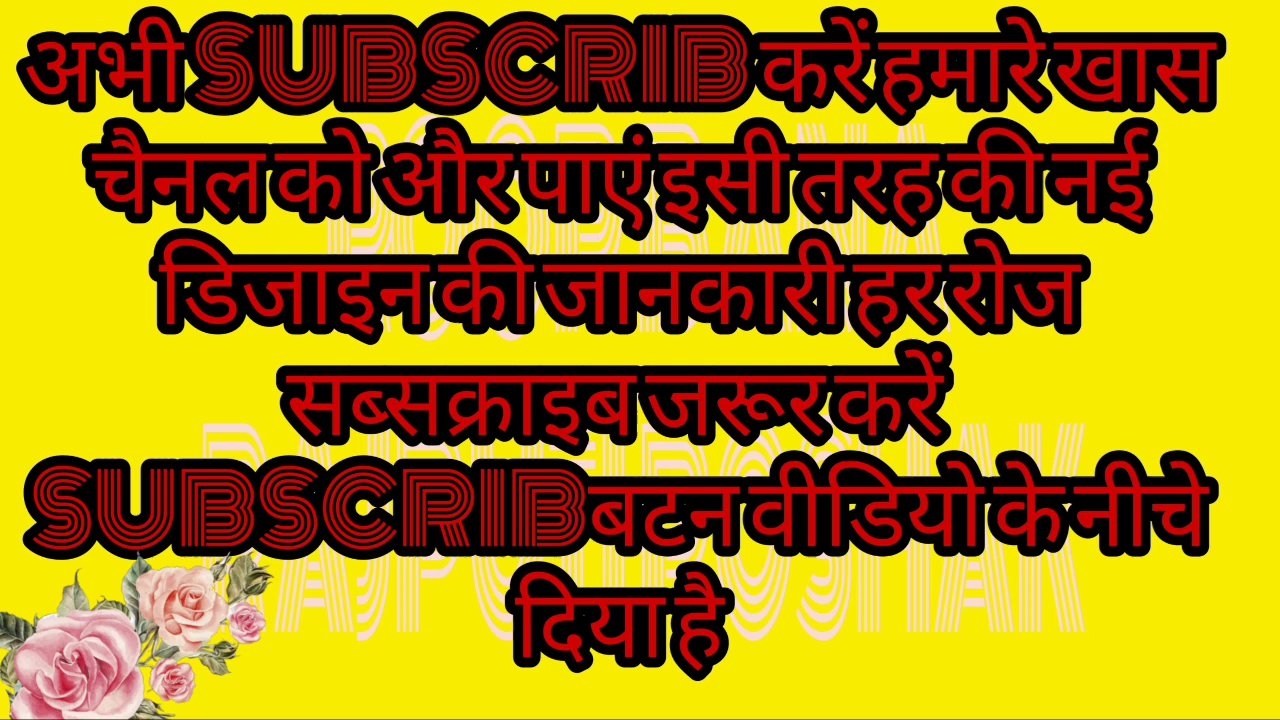 अभी SUBSCRIB करें हमारे खास
चैनल को और पाएं इसी तरह की नई
डिजाइन की जानकारी हर रोज
सब्सक्राइब जरूर करें
SUBSCRIB बटन वीडियो के नीचे
दिया है